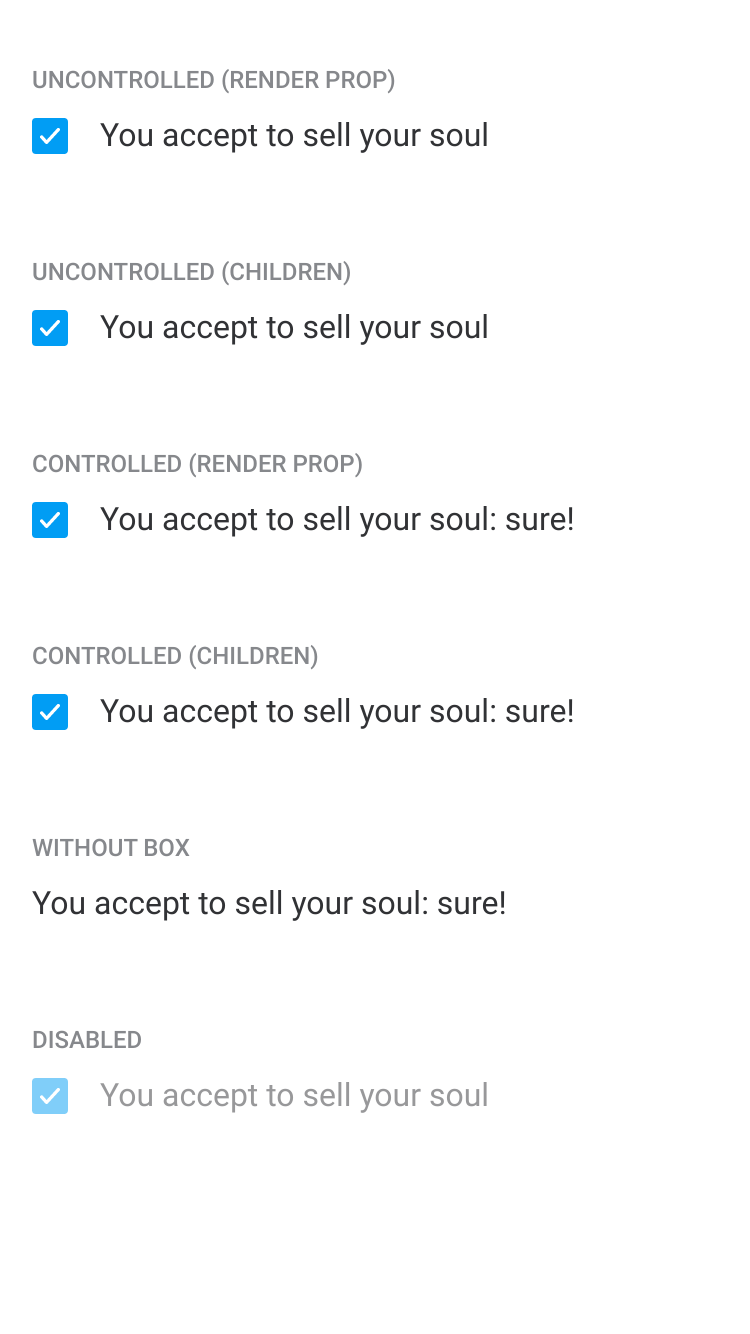 UNCONTROLLED (RENDER PROP)
You accept to sell your soul
UNCONTROLLED (CHILDREN)
You accept to sell your soul
CONTROLLED (RENDER PROP)
You accept to sell your soul: sure!
CONTROLLED (CHILDREN)
You accept to sell your soul: sure!
WITHOUT BOX
You accept to sell your soul: sure!
DISABLED
You accept to sell your soul